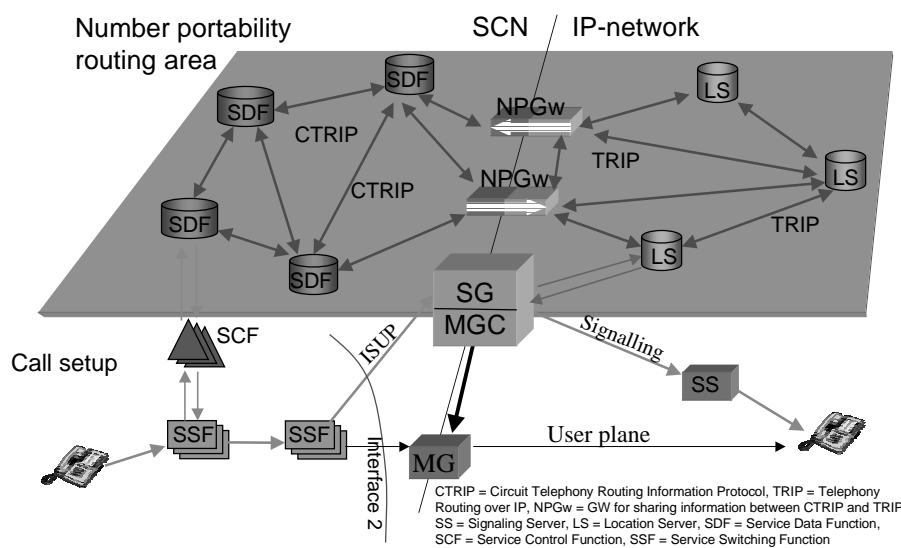 Number portability
routing area
SCN
IP-network
SDF
SDF
NPGw
LS
CTRIP
TRIP
CTRIP
NPGw
LS
SDF
TRIP
SDF
LS
SG
MGC
SCF
ISUP
Signalling
Call setup
SS
SSF
SSF
Interface 2
User plane
MG
CTRIP = Circuit Telephony Routing Information Protocol, TRIP = Telephony
Routing over IP, NPGw = GW for sharing information between CTRIP and TRIP
SS = Signaling Server, LS = Location Server, SDF = Service Data Function,
SCF = Service Control Function, SSF = Service Switching Function